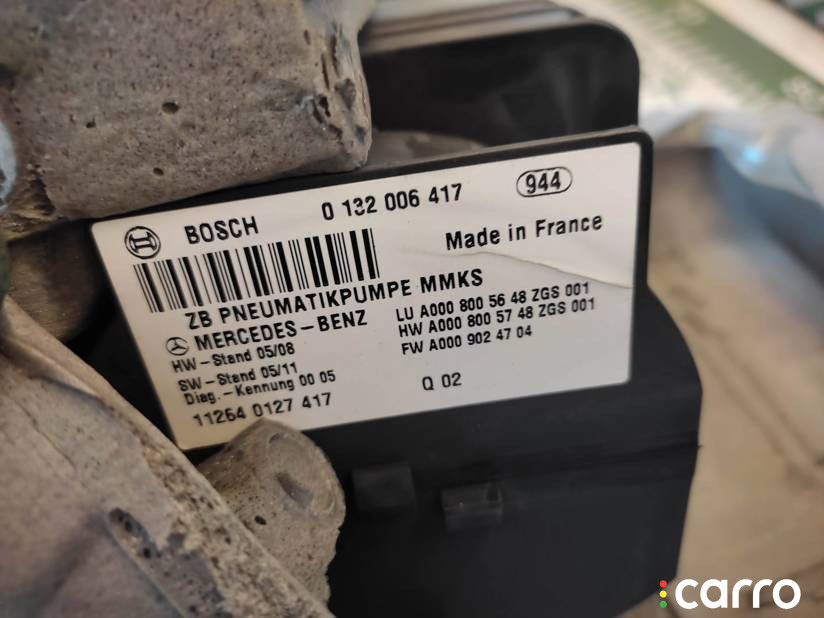 BOSCH 0 132 006 417 944
Made in France
ZB PNEUMATIKPUMPE MMKS
MERCEDES-BENZ LU A000 800 56 48 ZGS 001
HW-Stand 05/08 HW A000 800 57 48 ZGS 001
SW-Stand 05/11 FW A000 902 47 04
Diag.-Kennung 00 05
11264 0127 417 Q 02
carro